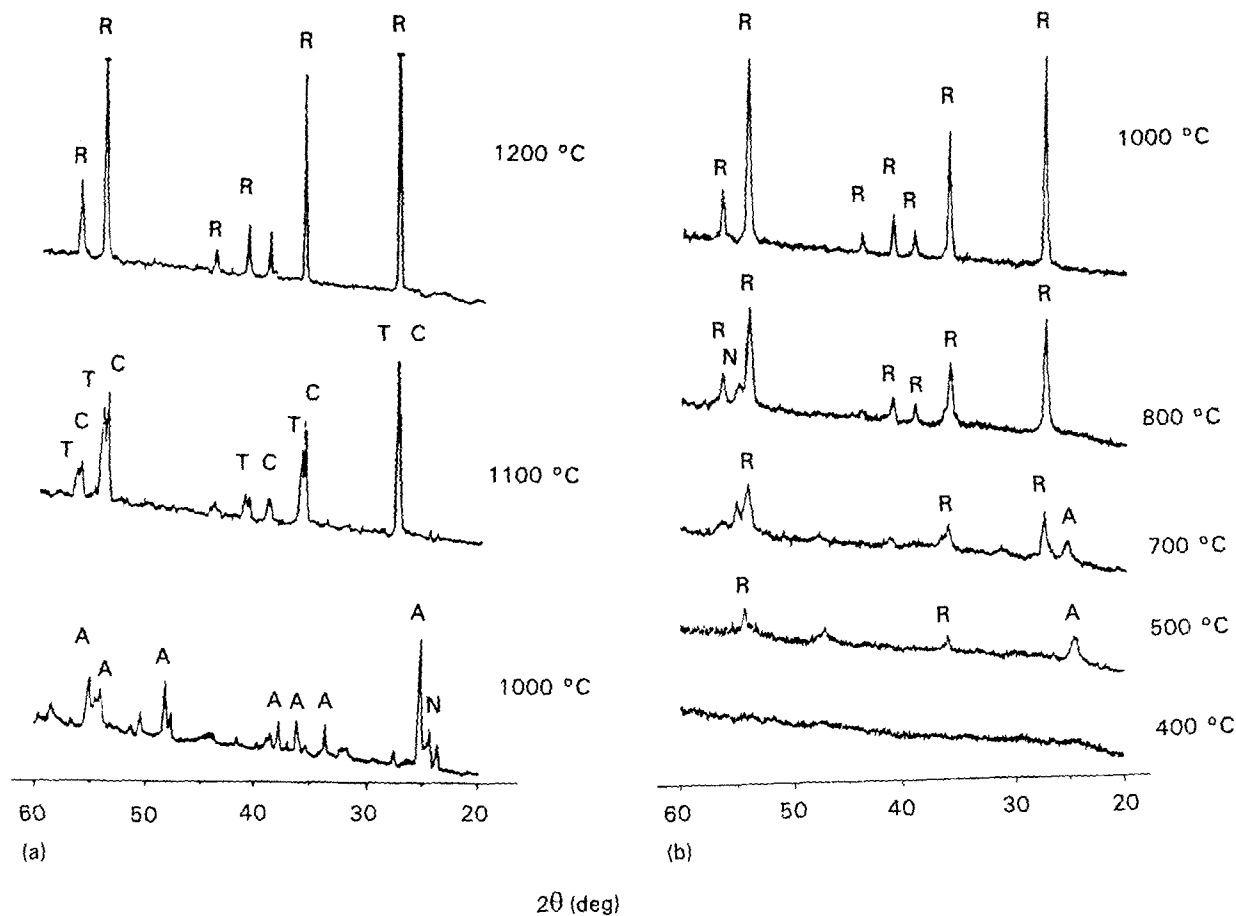 R R R
R R R
1200 °C
T C
T C C
T C T
T C
1100 °C
A
A A A
A A A N
1000 °C
60 50 40 30 20
(a)
R R
R
R R R R
1000 °C
R R
R N R
R R
800 °C
R
R R A
700 °C
R R A
500 °C
400 °C
60 50 40 30 20
(b)
2θ (deg)